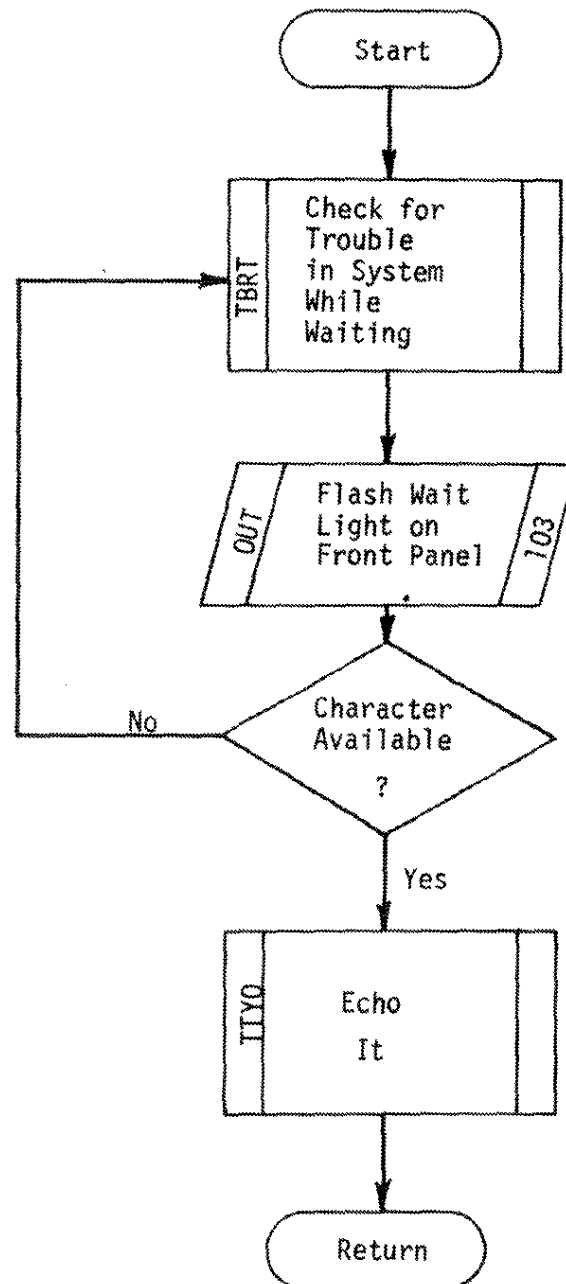 Start
TBRT
Check for
Trouble
in System
While
Waiting
OUT
Flash Wait
Light on
Front Panel
103
Character
Available
?
No
Yes
TTYO
Echo
It
Return